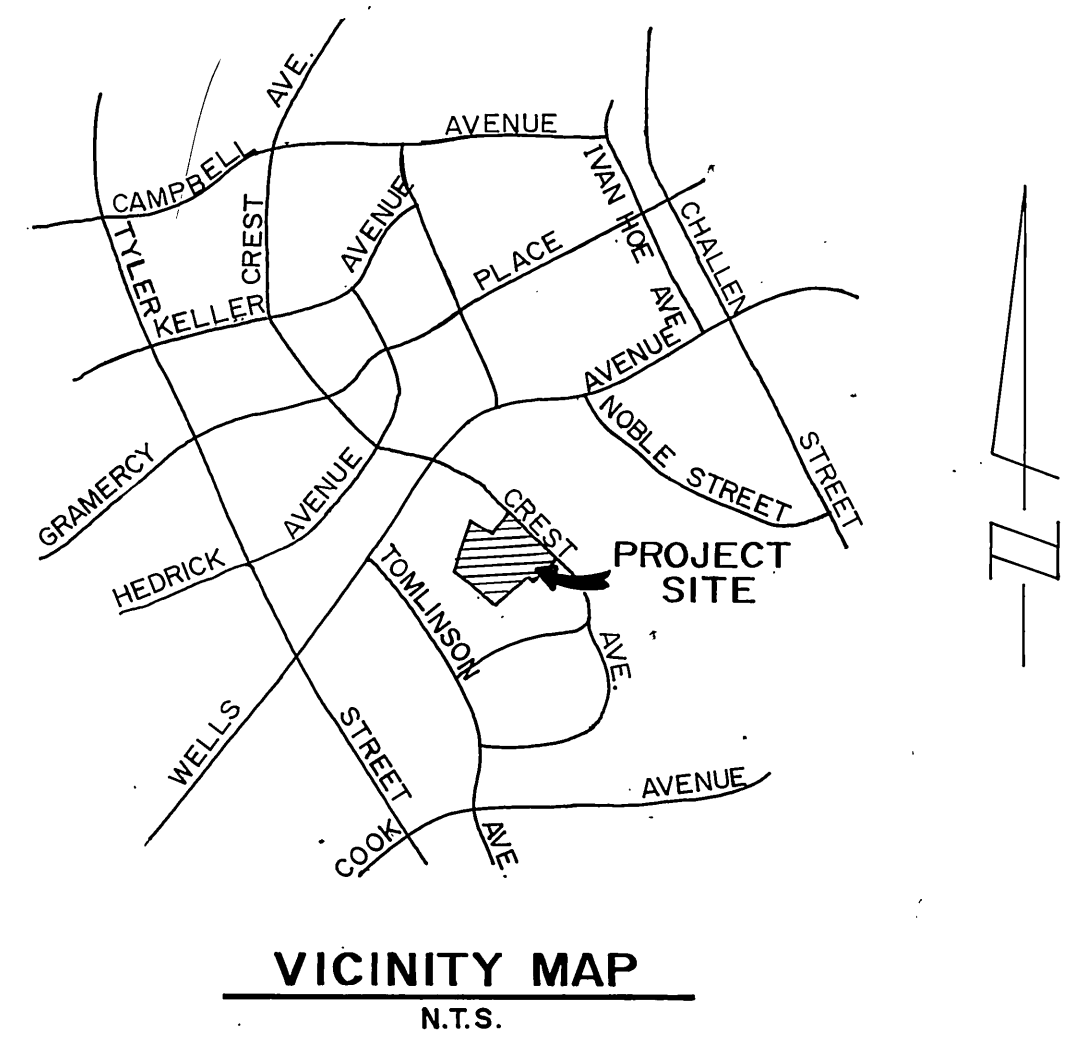 AVE.
AVENUE
CAMPBELL
IVAN HOE
AVE.
CREST
AVENUE
CHALLEN
TYLER
PLACE
KELLER
AVENUE
NOBLE STREET
STREET
GRAMERCY
AVENUE
CREST
HEDRICK
TOMLINSON
PROJECT
SITE
AVE.
WELLS
STREET
AVENUE
COOK
AVE.
N
VICINITY MAP
N.T.S.